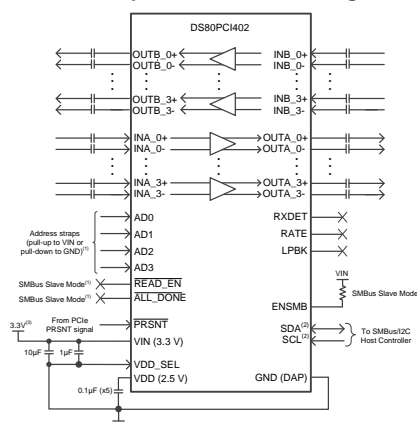 DS80PCI402
OUTB_0+ INB_0+
OUTB_0- INB_0-
OUTB_3+ INB_3+
OUTB_3- INB_3-
INA_0+ OUTA_0+
INA_0- OUTA_0-
INA_3+ OUTA_3+
INA_3- OUTA_3-
AD0
AD1
AD2
AD3
Address straps
(pull-up to VIN or
pull-down to GND)(1)
RXDET
RATE
LPBK
VIN
SMBus Slave Mode
ENSMB
SMBus Slave Mode(1) READ_EN
SMBus Slave Mode(1) ALL_DONE
From PCIe
PRSNT signal
PRSNT
SDA(2)
SCL(2)
To SMBus/I2C
Host Controller
3.3V(3)
VIN (3.3 V)
10µF 1µF
VDD_SEL
VDD (2.5 V)
0.1µF (x5)
GND (DAP)